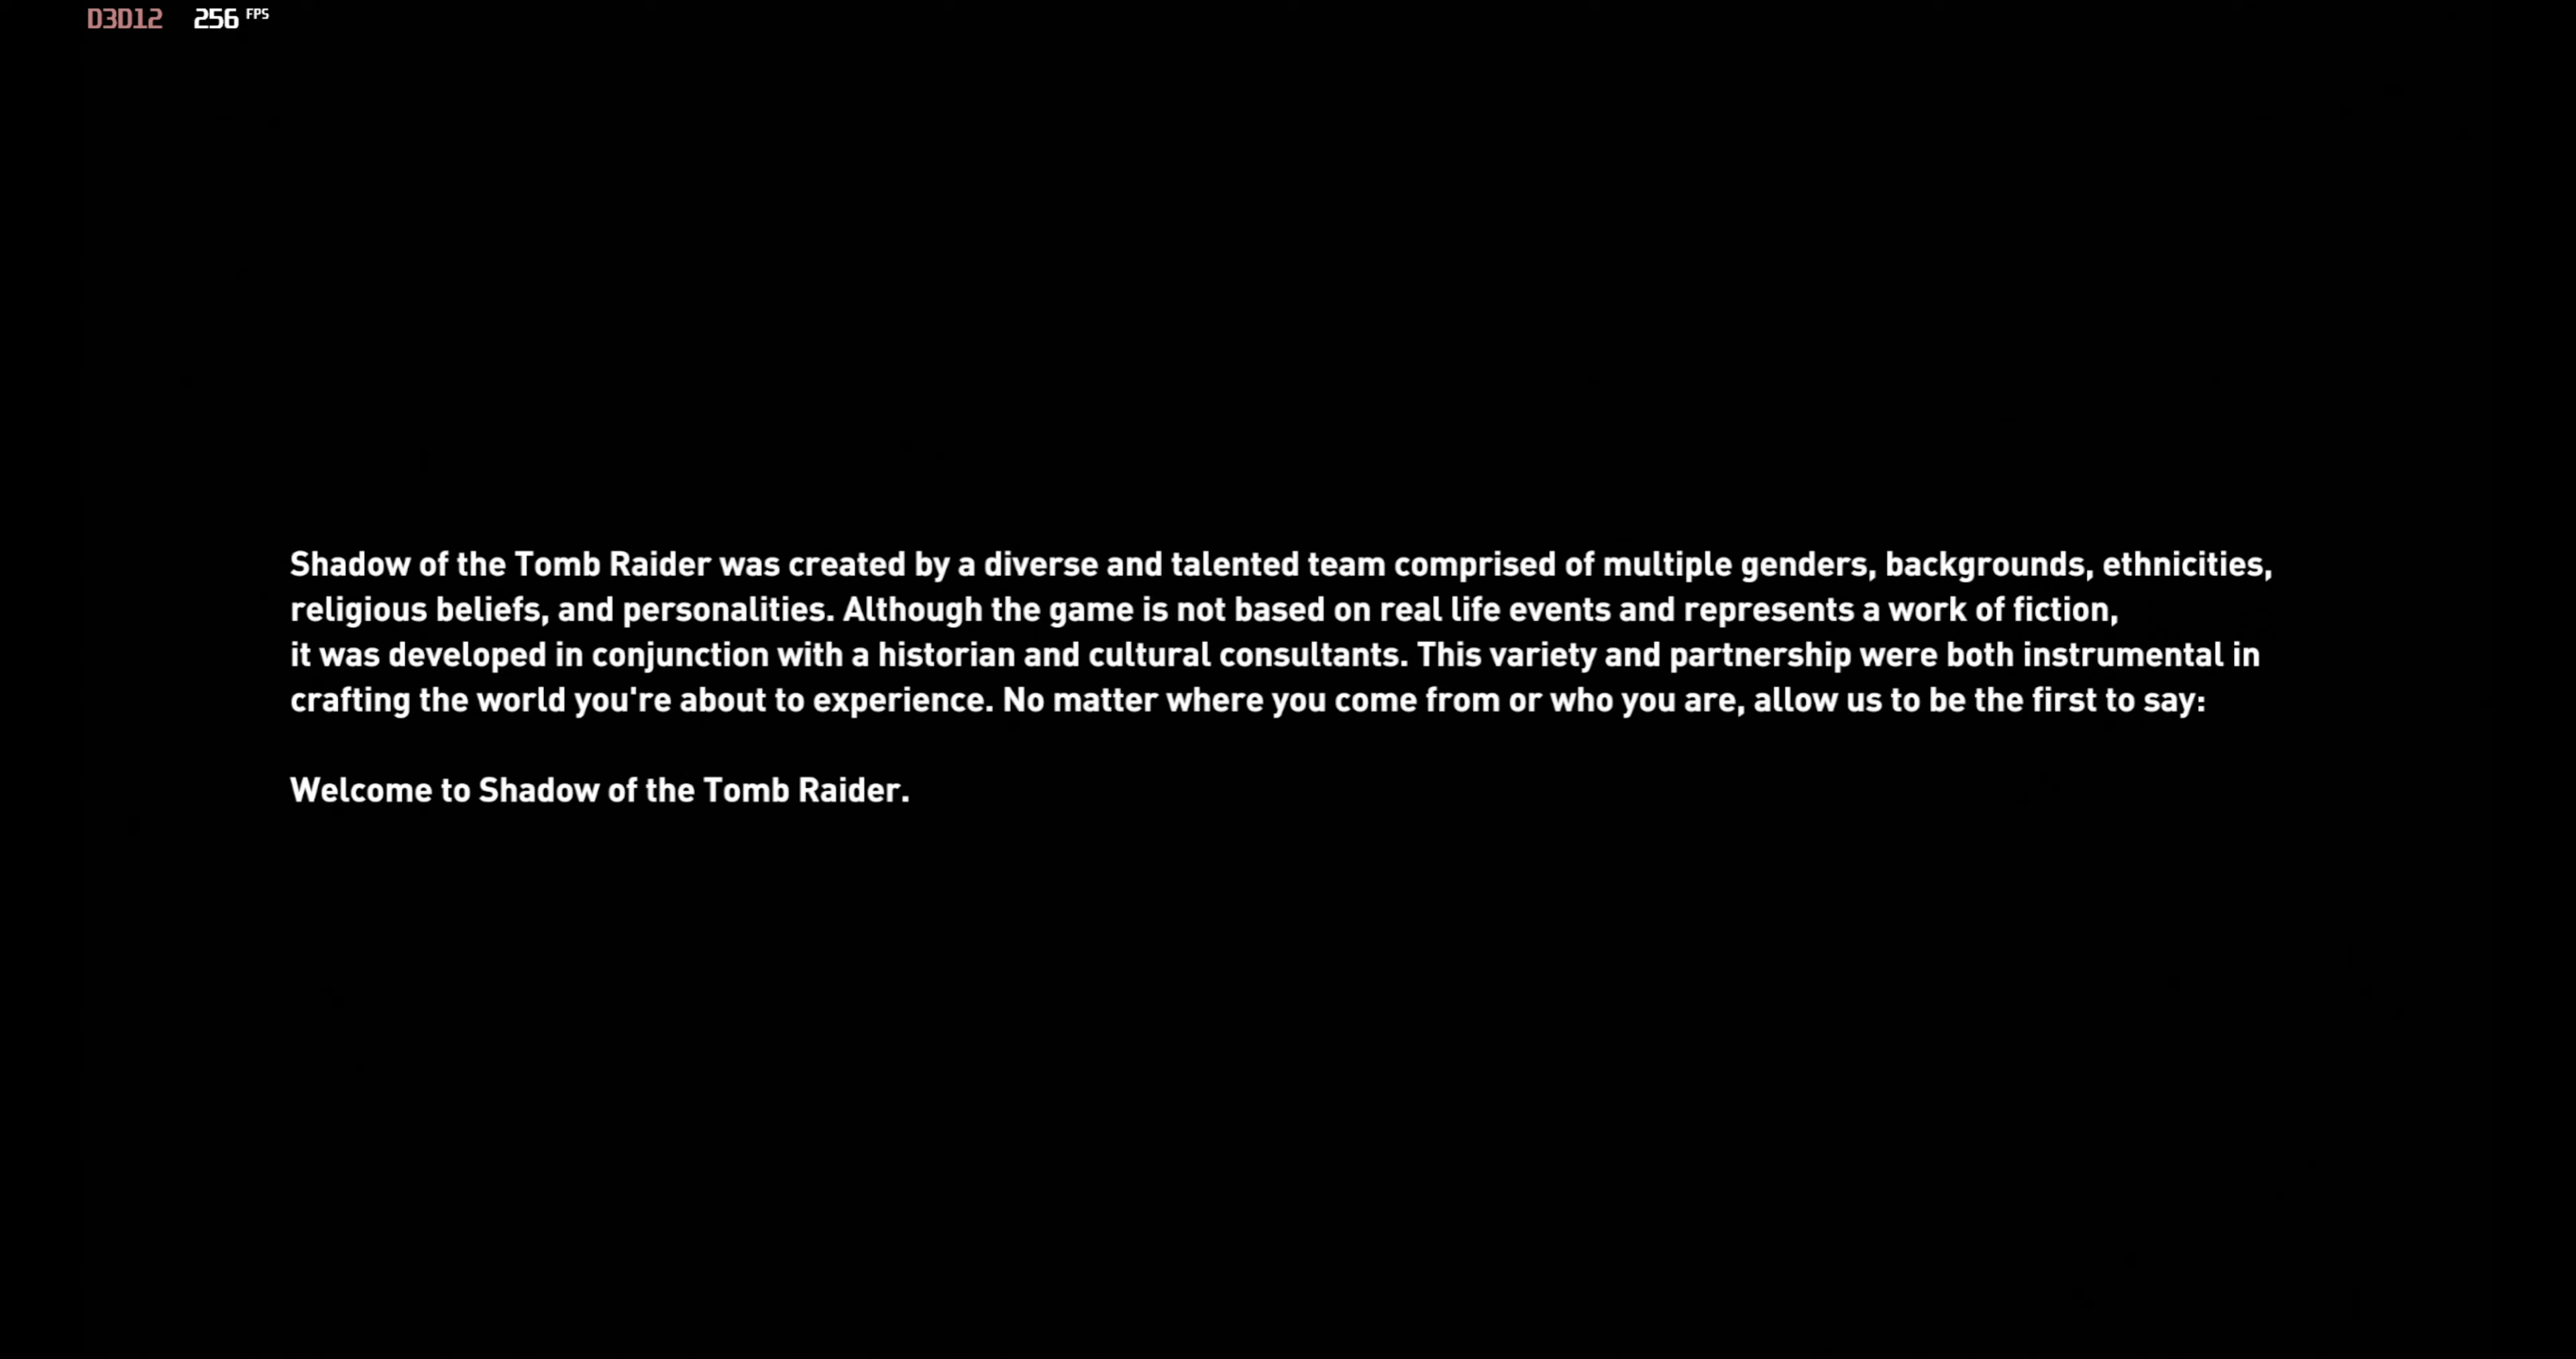 D3D12 256 FPS
Shadow of the Tomb Raider was created by a diverse and talented team comprised of multiple genders, backgrounds, ethnicities,
religious beliefs, and personalities. Although the game is not based on real life events and represents a work of fiction,
it was developed in conjunction with a historian and cultural consultants. This variety and partnership were both instrumental in
crafting the world you're about to experience. No matter where you come from or who you are, allow us to be the first to say:
Welcome to Shadow of the Tomb Raider.